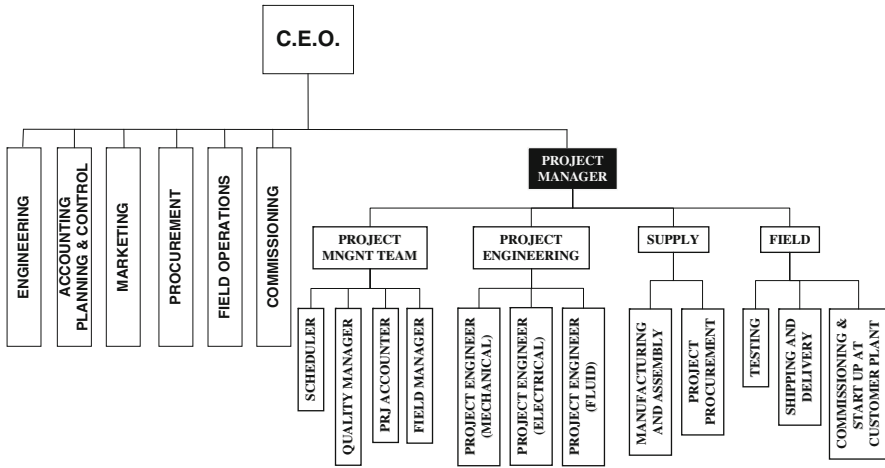 C.E.O.
ENGINEERING
ACCOUNTING
PLANNING & CONTROL
MARKETING
PROCUREMENT
FIELD OPERATIONS
COMMISSIONING
PROJECT
MANAGER
PROJECT
MNGNT TEAM
PROJECT
ENGINEERING
SUPPLY
FIELD
SCHEDULER
QUALITY MANAGER
PRJ ACCOUNTER
FIELD MANAGER
PROJECT ENGINEER
(MECHANICAL)
PROJECT ENGINEER
(ELECTRICAL)
PROJECT ENGINEER
(FLUID)
MANUFACTURING
AND ASSEMBLY
PROJECT
PROCUREMENT
TESTING
SHIPPING AND
DELIVERY
COMMISSIONING &
START UP AT
CUSTOMER PLANT